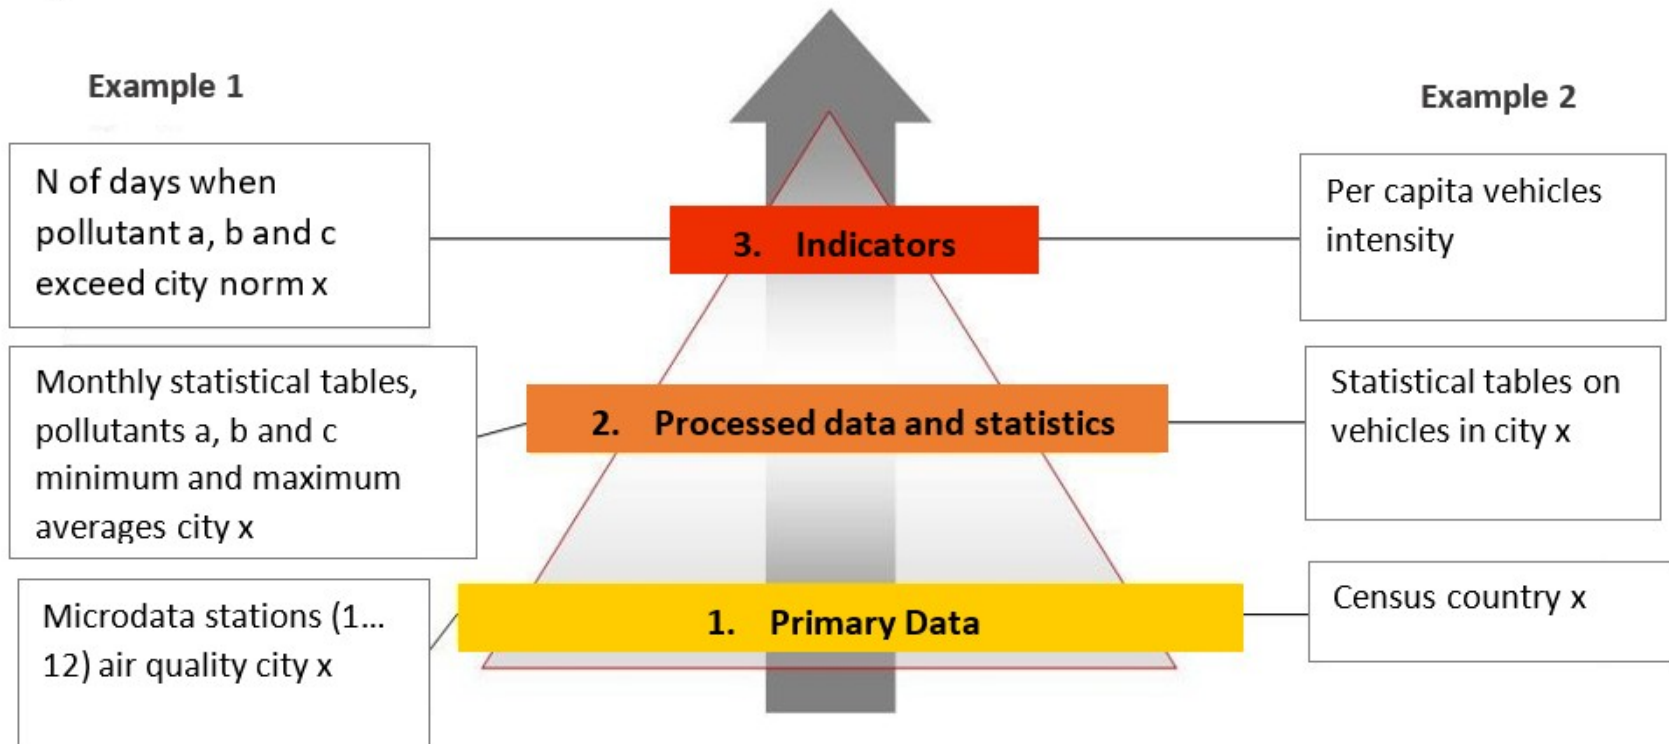 Example 1
Example 2
N of days when
pollutant a, b and c
exceed city norm x
3. Indicators
Per capita vehicles
intensity
Monthly statistical tables,
pollutants a, b and c
minimum and maximum
averages city x
2. Processed data and statistics
Statistical tables on
vehicles in city x
Microdata stations (1...
12) air quality city x
1. Primary Data
Census country x